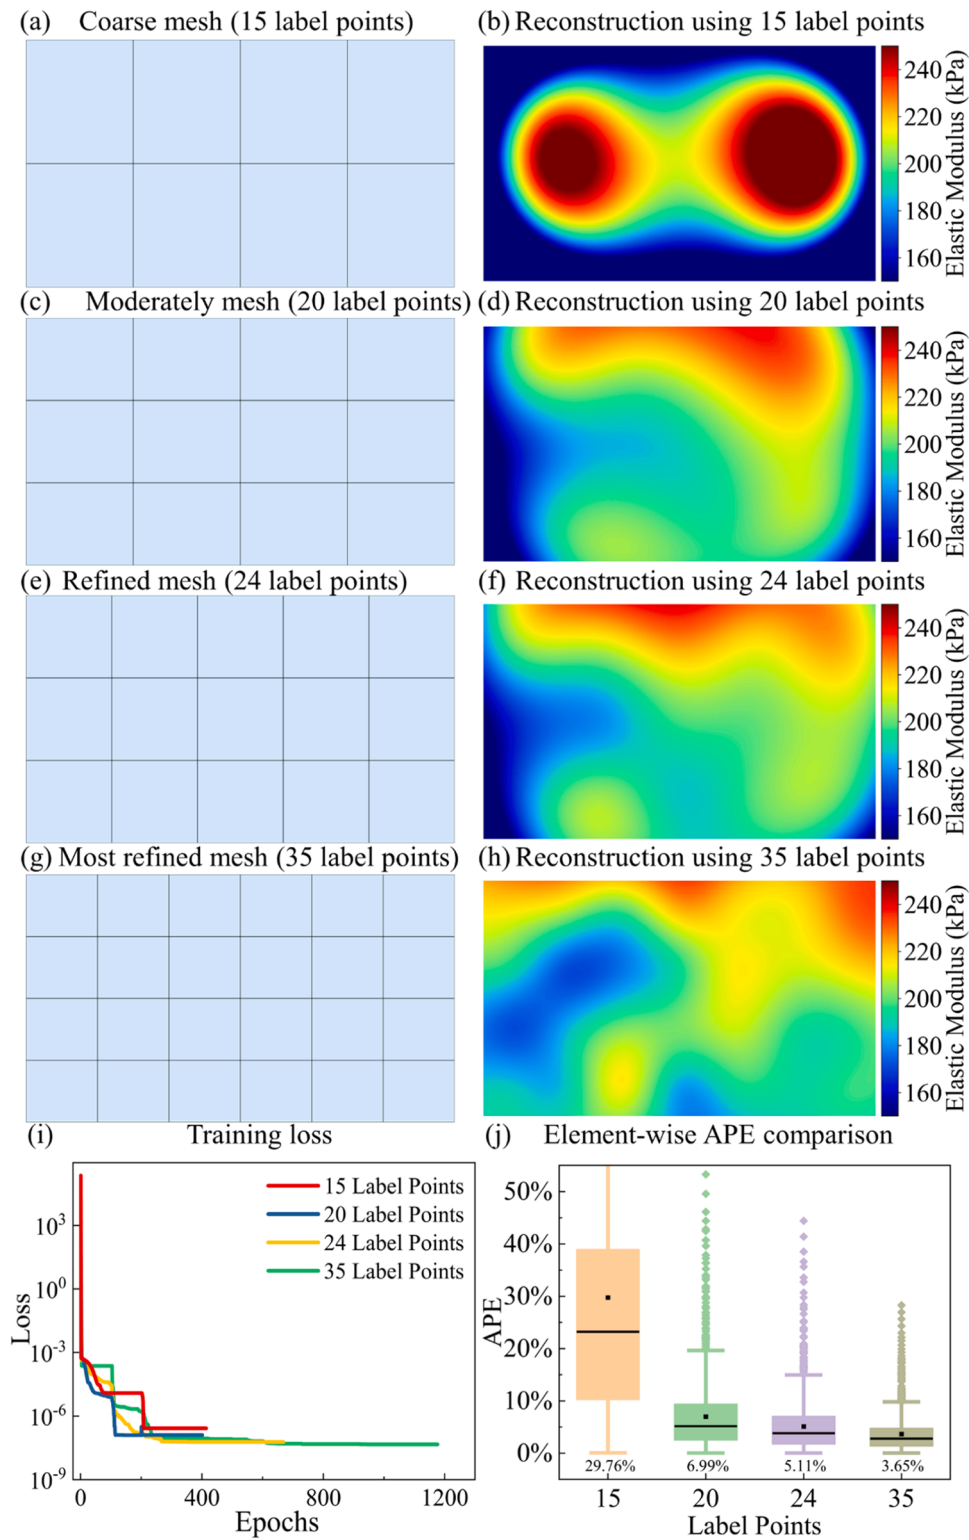 (a) Coarse mesh (15 label points)
(b) Reconstruction using 15 label points
240
220
200
180
160
Elastic Modulus (kPa)
(c) Moderately mesh (20 label points)
(d) Reconstruction using 20 label points
240
220
200
180
160
Elastic Modulus (kPa)
(e) Refined mesh (24 label points)
(f) Reconstruction using 24 label points
240
220
200
180
160
Elastic Modulus (kPa)
(g) Most refined mesh (35 label points)
(h) Reconstruction using 35 label points
240
220
200
180
160
Elastic Modulus (kPa)
(i) Training loss
15 Label Points
20 Label Points
24 Label Points
35 Label Points
10³
10⁰
10⁻³
10⁻⁶
10⁻⁹
Loss
0 400 800 1200
Epochs
(j) Element-wise APE comparison
50%
40%
30%
20%
10%
0%
APE
29.76% 6.99% 5.11% 3.65%
15 20 24 35
Label Points